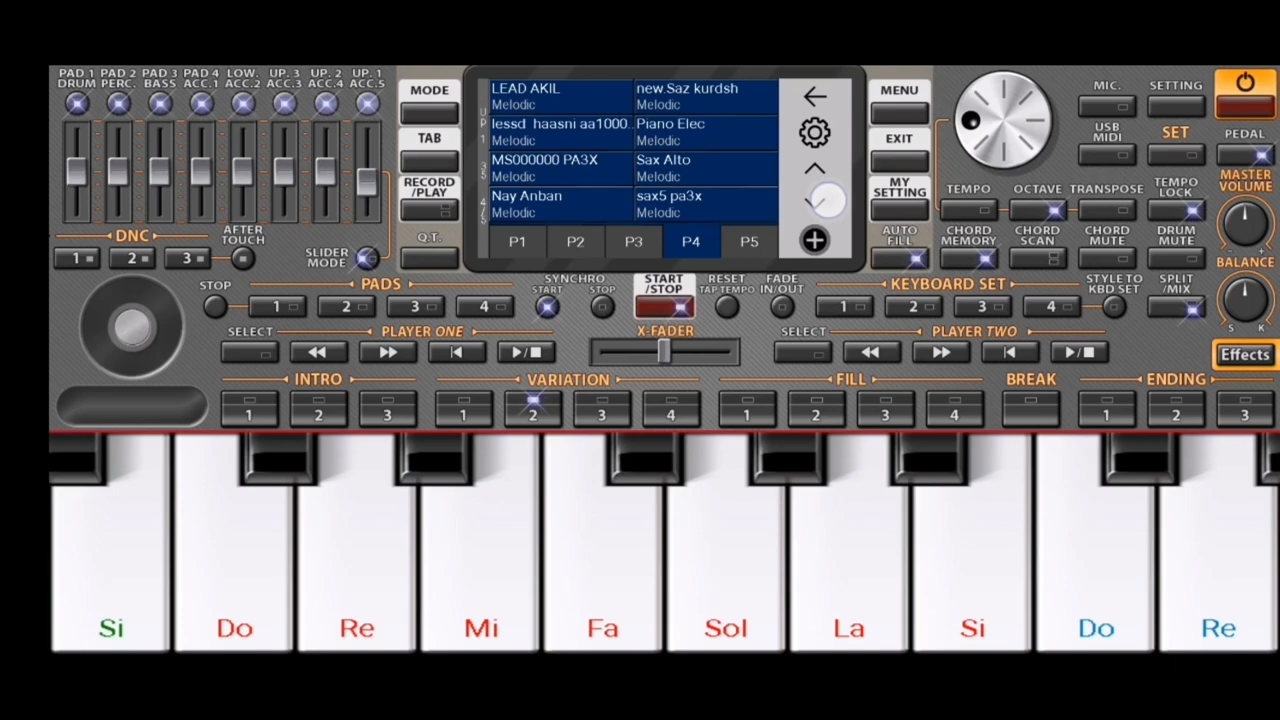 PAD 1 PAD 2 PAD 3 PAD 4 LOW. UP. 3 UP. 2 UP. 1
DRUM PERC. BASS ACC.1 ACC.2 ACC.3 ACC.4 ACC.5
MODE
TAB
RECORD
/PLAY
Q.T.
DNC
1 2 3
AFTER
TOUCH
SLIDER
MODE
LEAD AKIL
Melodic
new.Saz kurdsh
Melodic
lessd haasni aa1000..
Melodic
Piano Elec
Melodic
MS000000 PA3X
Melodic
Sax Alto
Melodic
Nay Anban
Melodic
sax5 pa3x
Melodic
P1 P2 P3 P4 P5
MENU
EXIT
MY
SETTING
AUTO
FILL
MIC. SETTING
USB
MIDI
SET
PEDAL
TEMPO OCTAVE TRANSPOSE TEMPO
LOCK
MASTER
VOLUME
- +
CHORD
MEMORY
CHORD
SCAN
CHORD
MUTE
DRUM
MUTE
BALANCE
S K
STOP
PADS
1 2 3 4
SYNCHRO
START STOP
START
/STOP
RESET
TAP TEMPO
FADE
IN/OUT
KEYBOARD SET
1 2 3 4
STYLE TO
KBD SET
SPLIT
/MIX
SELECT PLAYER ONE
X-FADER
SELECT PLAYER TWO
Effects
INTRO
1 2 3
VARIATION
1 2 3 4
FILL
1 2 3 4
BREAK
ENDING
1 2 3
Si Do Re Mi Fa Sol La Si Do Re